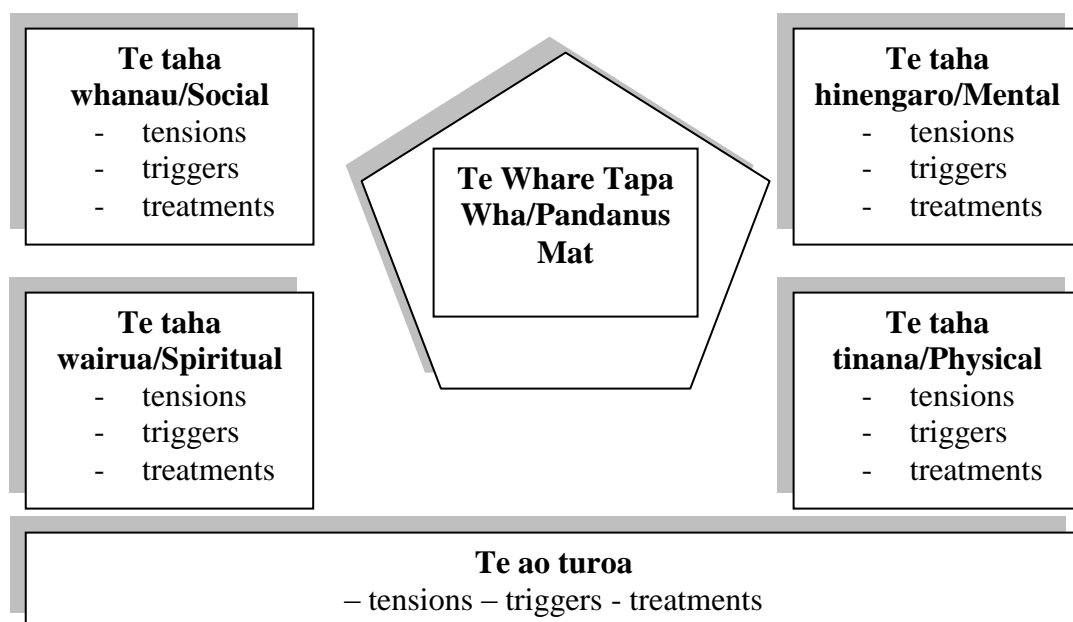 Te taha
whanau/Social
- tensions
- triggers
- treatments
Te Whare Tapa
Wha/Pandanus
Mat
Te taha
hinengaro/Mental
- tensions
- triggers
- treatments
Te taha
wairua/Spiritual
- tensions
- triggers
- treatments
Te taha
tinana/Physical
- tensions
- triggers
- treatments
Te ao turoa
– tensions – triggers - treatments